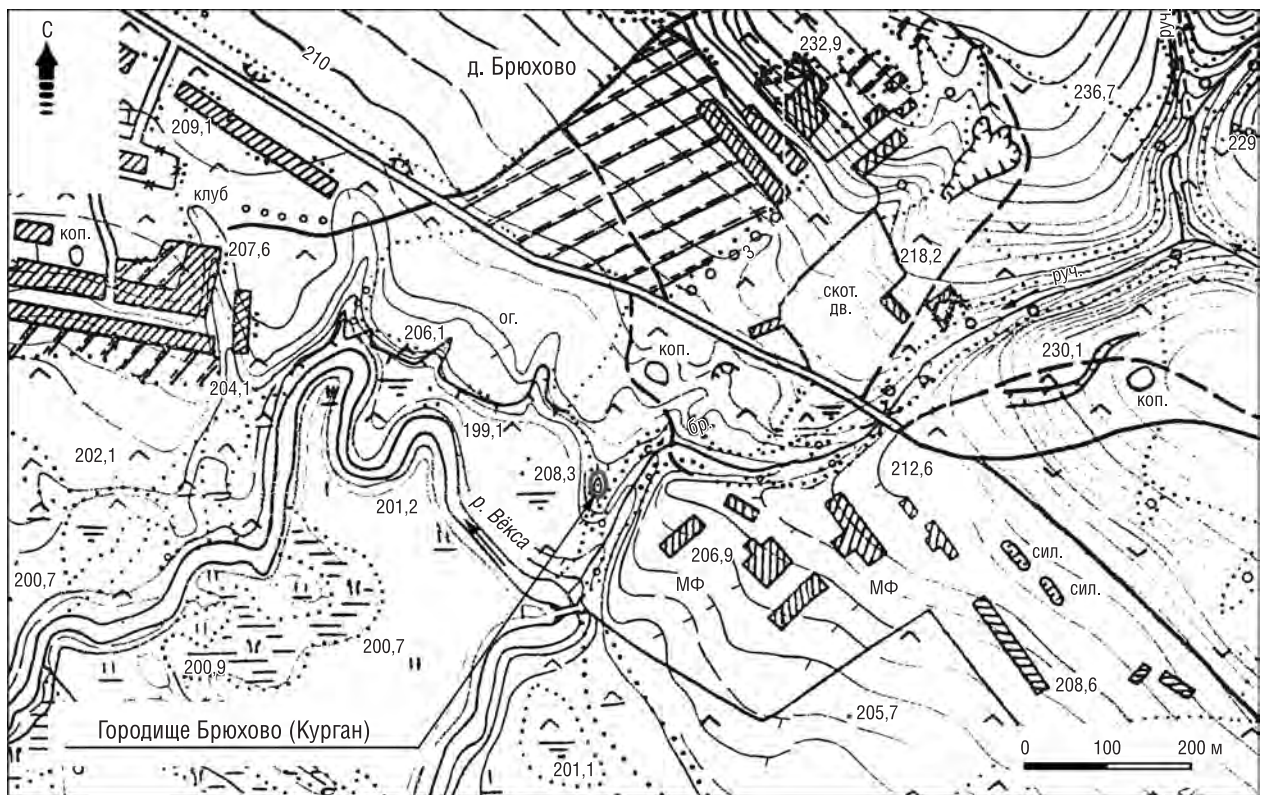 С
210
д. Брюхово
232,9
руч.
236,7
229
209,1
клуб
коп.
207,6
З
218,2
руч.
скот.
дв.
206,1
ог.
коп.
230,1
коп.
204,1
бр.
199,1
202,1
208,3
212,6
201,2
р. Вёкса
206,9
МФ
МФ
сил.
сил.
200,7
200,7
200,9
208,6
205,7
Городище Брюхово (Курган)
201,1
0 100 200 м